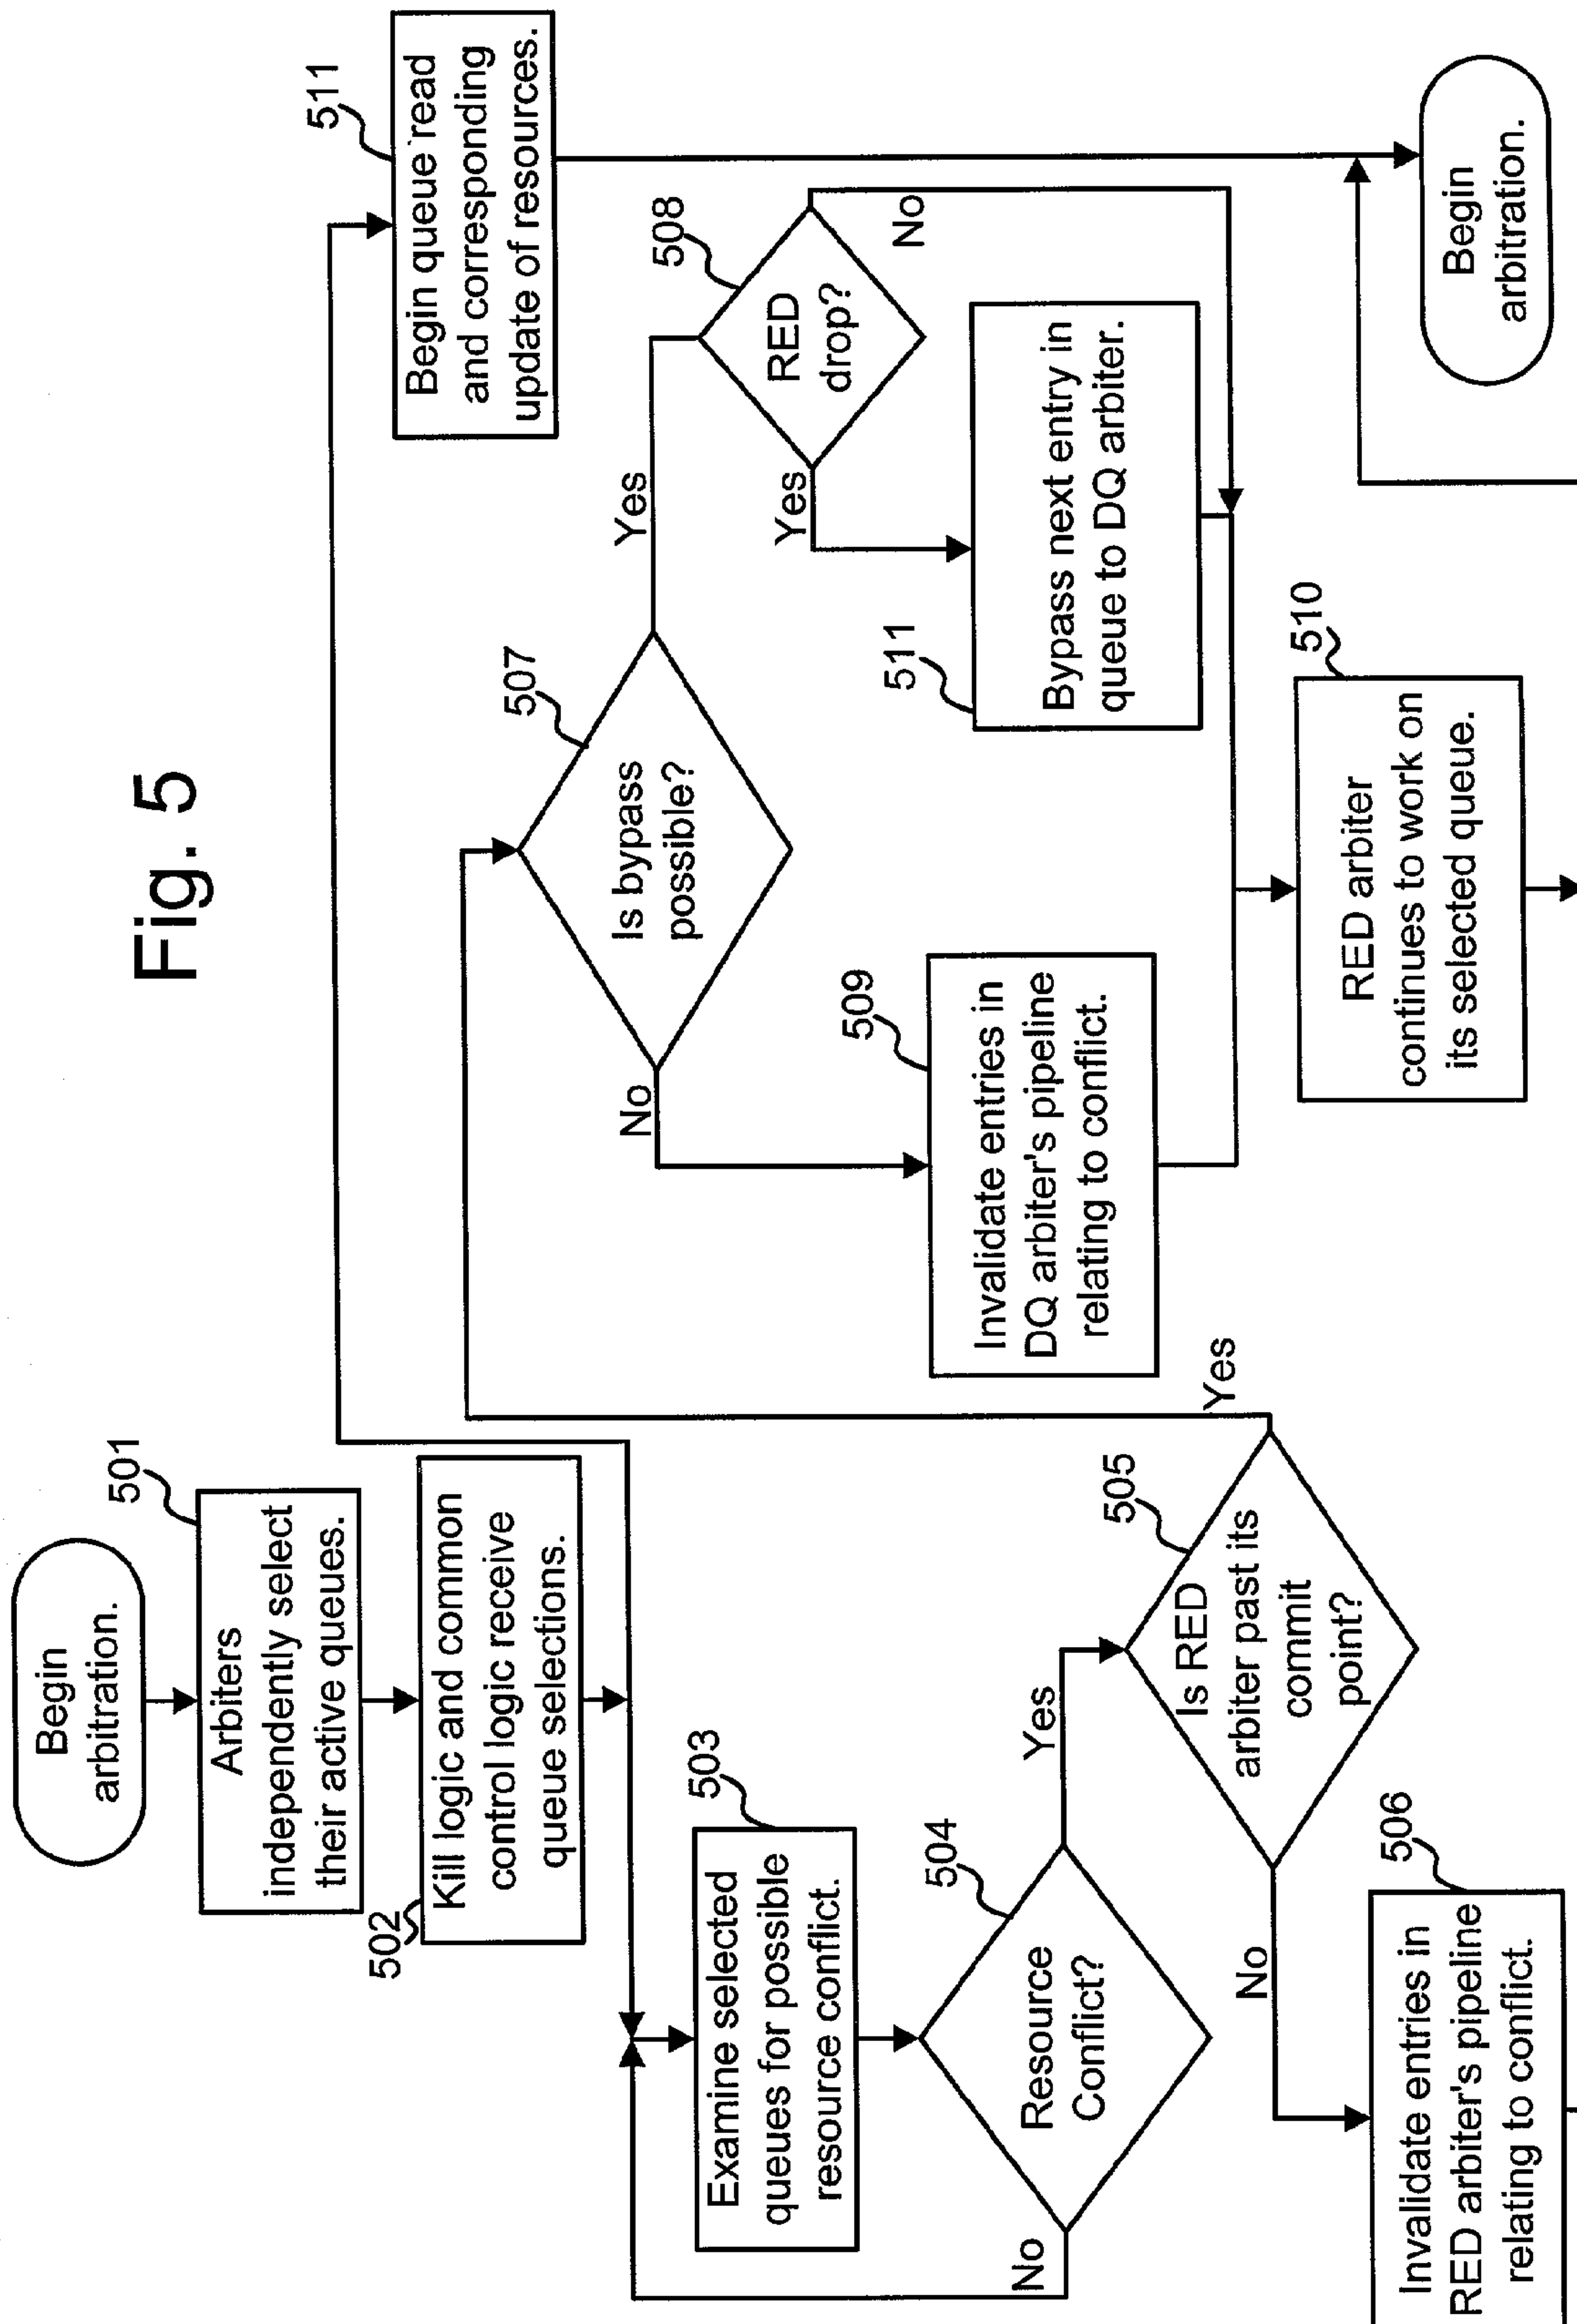 Fig. 5
Begin
arbitration.
501
Arbiters
independently select
their active queues.
502
Kill logic and common
control logic receive
queue selections.
503
Examine selected
queues for possible
resource conflict.
504
Resource
Conflict?
No
Yes
505
Is RED
arbiter past its
commit
point?
No
Yes
506
Invalidate entries in
RED arbiter's pipeline
relating to conflict.
507
Is bypass
possible?
No
Yes
508
RED
drop?
Yes
No
509
Invalidate entries in
DQ arbiter's pipeline
relating to conflict.
511
Bypass next entry in
queue to DQ arbiter.
510
RED arbiter
continues to work on
its selected queue.
511
Begin queue read
and corresponding
update of resources.
Begin
arbitration.